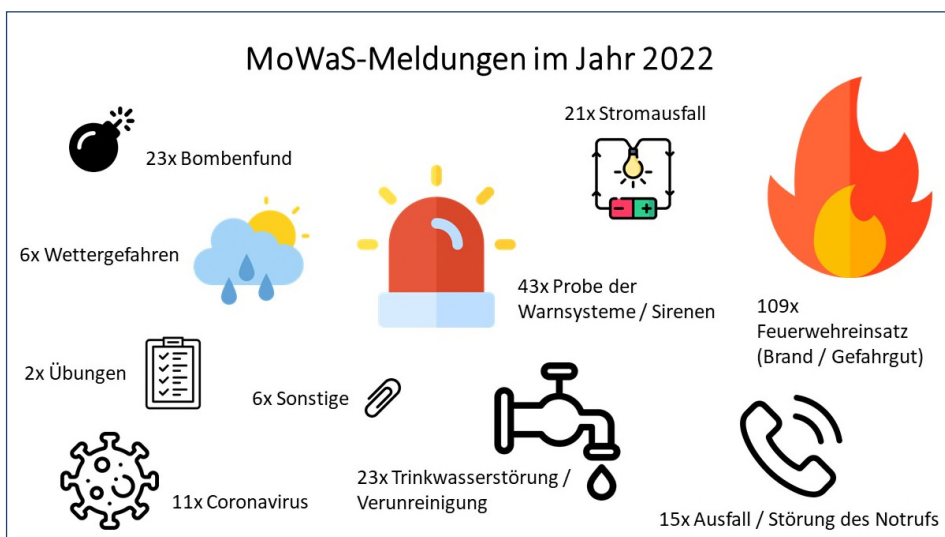 MoWaS-Meldungen im Jahr 2022
23x Bombenfund
21x Stromausfall
6x Wettergefahren
43x Probe der
Warnsysteme / Sirenen
109x
Feuerwehreinsatz
(Brand / Gefahrgut)
2x Übungen
6x Sonstige
11x Coronavirus
23x Trinkwasserstörung /
Verunreinigung
15x Ausfall / Störung des Notrufs